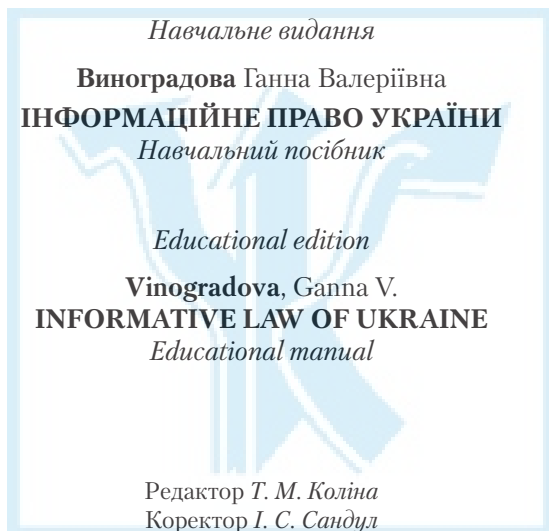 Навчальне видання
Виноградова Ганна Валеріївна
ІНФОРМАЦІЙНЕ ПРАВО УКРАЇНИ
Навчальний посібник
Educational edition
Vinogradova, Ganna V.
INFORMATIVE LAW OF UKRAINE
Educational manual
Редактор Т. М. Коліна
Коректор І. С. Сандул